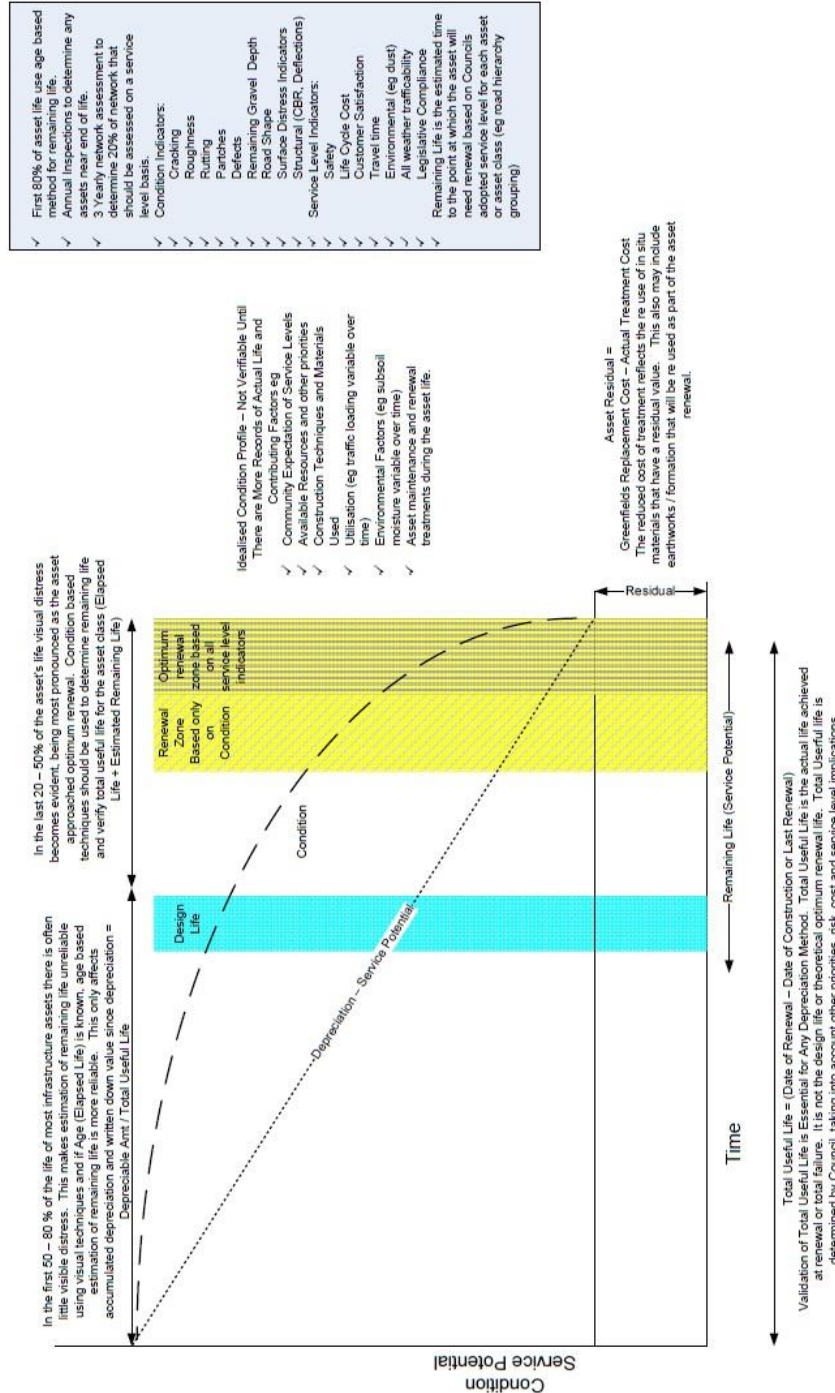 In the first 50 – 80 % of the life of most infrastructure assets there is often
little visible distress. This makes estimation of remaining life unreliable
using visual techniques and if Age (Elapsed Life) is known, age based
estimation of remaining life is more reliable. This only affects
accumulated depreciation and written down value since depreciation =
Depreciable Amt / Total Useful Life
In the last 20 – 50% of the asset's life visual distress
becomes evident, being most pronounced as the asset
approached optimum renewal. Condition based
techniques should be used to determine remaining life
and verify total useful life for the asset class (Elapsed
Life + Estimated Remaining Life)
✓ First 80% of asset life use age based
method for remaining life.
✓ Annual Inspections to determine any
assets near end of life.
✓ 3 Yearly network assessment to
determine 20% of network that
should be assessed on a service
level basis.
✓ Condition Indicators:
✓ Cracking
✓ Roughness
✓ Rutting
✓ Partches
✓ Defects
✓ Remaining Gravel Depth
✓ Road Shape
✓ Surface Distress Indicators
✓ Structural (CBR, Deflections)
✓ Service Level Indicators:
✓ Safety
✓ Life Cycle Cost
✓ Customer Satisfaction
✓ Travel time
✓ Environmental (eg dust)
✓ All weather trafficability
✓ Legislative Compliance
✓ Remaining Life is the estimated time
to the point at which the asset will
need renewal based on Councils
adopted service level for each asset
or asset class (eg road hierarchy
grouping)
Condition
Service Potential
Design
Life
Renewal
Zone
Based only
on
Condition
Optimum
renewal
zone based
on all
service level
indicators
Condition
Depreciation – Service Potential
Idealised Condition Profile – Not Verifiable Until
There are More Records of Actual Life and
Contributing Factors eg
✓ Community Expectation of Service Levels
✓ Available Resources and other priorities
✓ Construction Techniques and Materials
Used
✓ Utilisation (eg traffic loading variable over
time)
✓ Environmental Factors (eg subsoil
moisture variable over time)
✓ Asset maintenance and renewal
treatments during the asset life.
Residual
Asset Residual =
Greenfields Replacement Cost – Actual Treatment Cost
The reduced cost of treatment reflects the re use of in situ
materials that have a residual value. This also may include
earthworks / formation that will be re used as part of the asset
renewal.
Remaining Life (Service Potential)
Time
Total Useful Life = (Date of Renewal – Date of Construction or Last Renewal)
Validation of Total Useful Life is Essential for Any Depreciation Method. Total Useful Life is the actual life achieved
at renewal or total failure. It is not the design life or theoretical optimum renewal life. Total Userful life is
determined by Council, taking into account other priorities, risk, cost and service level implications